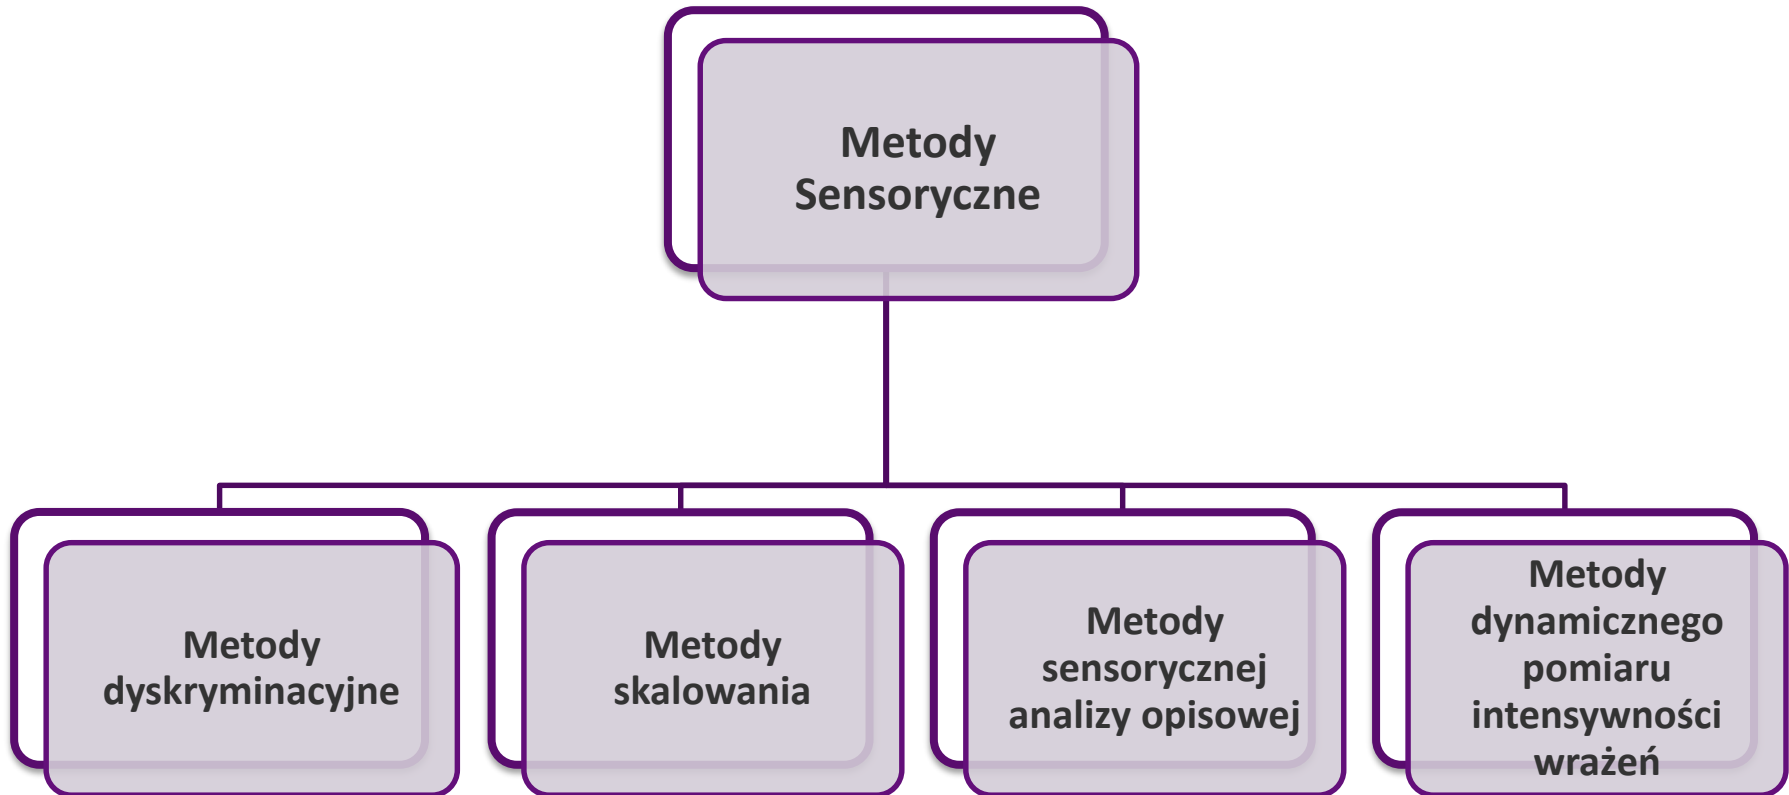 Metody
Sensoryczne
Metody
dyskryminacyjne
Metody
skalowania
Metody
sensorycznej
analizy opisowej
Metody
dynamicznego
pomiaru
intensywności
wrażeń